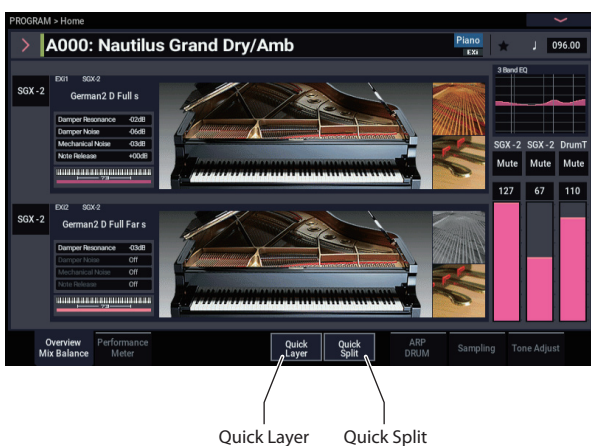 PROGRAM > Home
A000: Nautilus Grand Dry/Amb
Piano
EXi
♩ 096.00
SGX-2
EXi1 SGX-2
German2 D Full s
Damper Resonance -02dB
Damper Noise -06dB
Mechanical Noise -03dB
Note Release +00dB
73
SGX-2
EXi2 SGX-2
German2 D Full Far s
Damper Resonance -03dB
Damper Noise Off
Mechanical Noise Off
Note Release Off
73
3 Band EQ
SGX-2 SGX-2 DrumT
Mute Mute Mute
127 67 110
Overview
Mix Balance
Performance
Meter
Quick
Layer
Quick
Split
ARP
DRUM
Sampling
Tone Adjust
Quick Layer
Quick Split